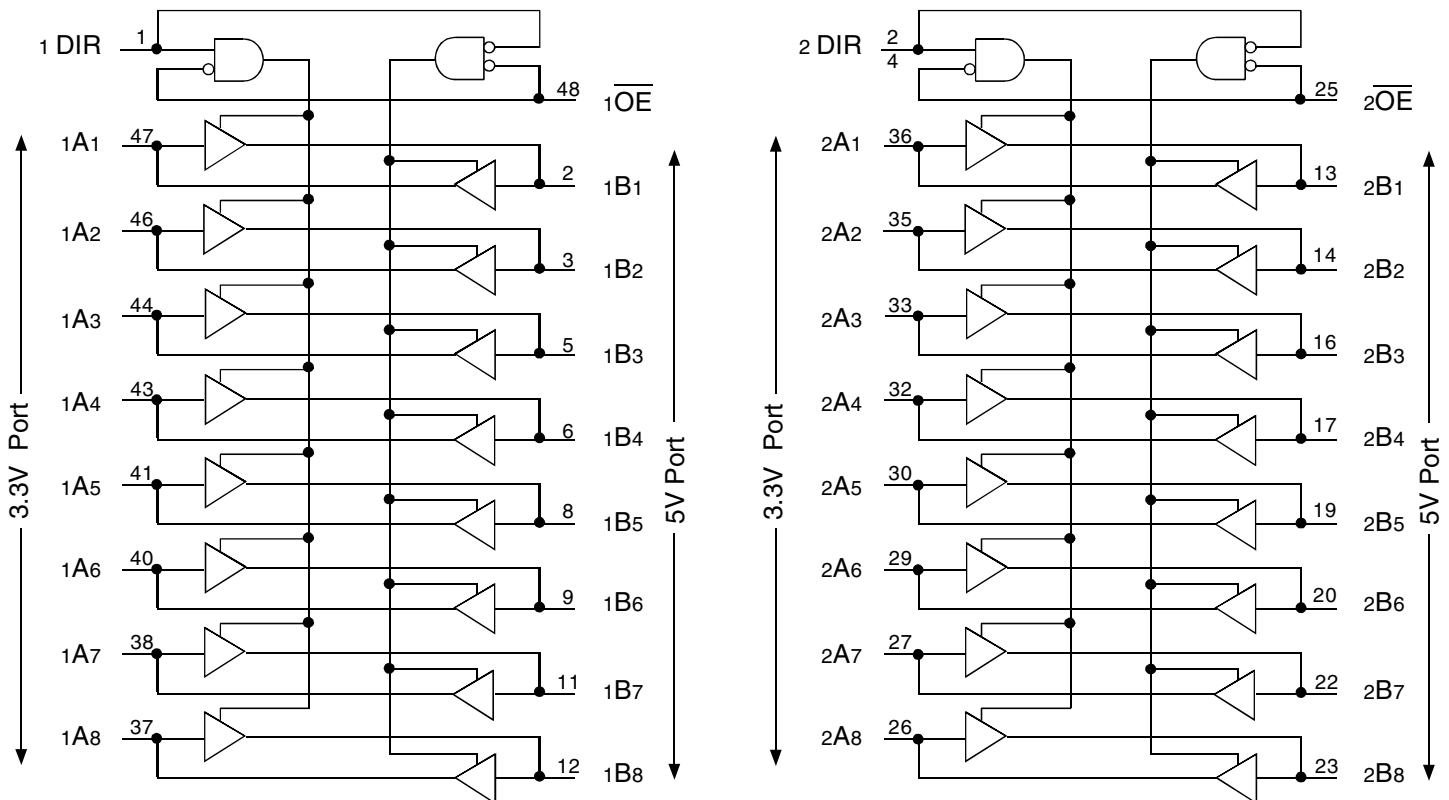 1 DIR 1
48 1OE
1A1 47
2 1B1
1A2 46
3 1B2
1A3 44
5 1B3
1A4 43
6 1B4
1A5 41
8 1B5
1A6 40
9 1B6
1A7 38
11 1B7
1A8 37
12 1B8
3.3V Port
5V Port
2 DIR 2
4
25 2OE
2A1 36
13 2B1
2A2 35
14 2B2
2A3 33
16 2B3
2A4 32
17 2B4
2A5 30
19 2B5
2A6 29
20 2B6
2A7 27
22 2B7
2A8 26
23 2B8
3.3V Port
5V Port